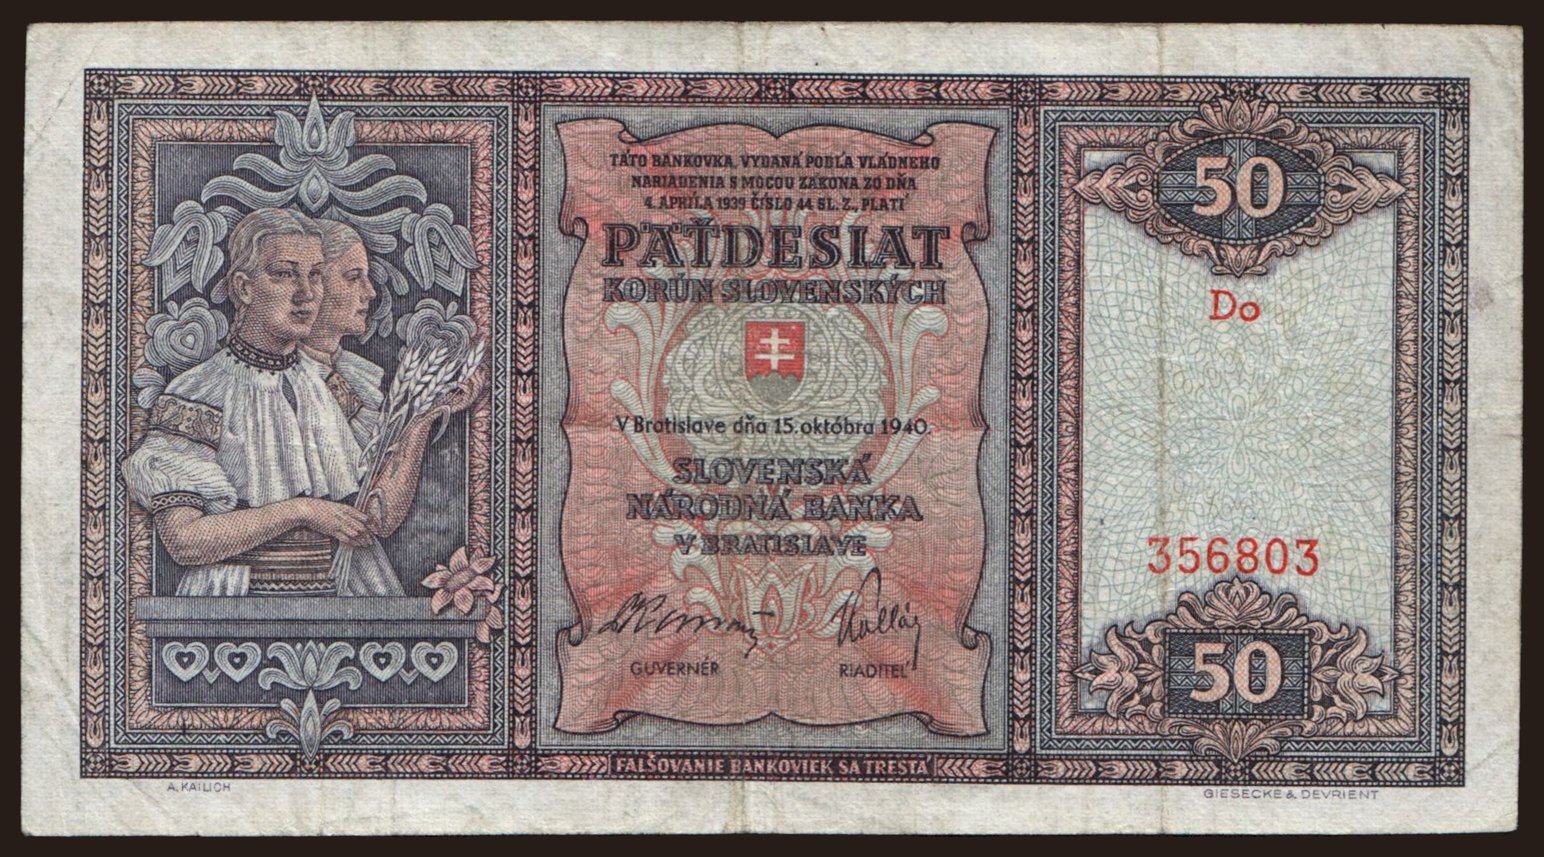 TÁTO BANKOVKA, VYDANÁ PODĽA VLÁDNEHO
NARIADENIA S MOCOU ZÁKONA ZO DŇA
4. APRÍLA 1939 ČÍSLO 44 SL. Z., PLATÍ
PÄŤDESIAT
KORÚN SLOVENSKÝCH
V Bratislave dňa 15. októbra 1940.
SLOVENSKÁ
NÁRODNÁ BANKA
V BRATISLAVE
GUVERNÉR
RIADITEĽ
FALŠOVANIE BANKOVIEK SA TRESTÁ
50
Do
356803
50
A. KAILICH
GIESECKE & DEVRIENT